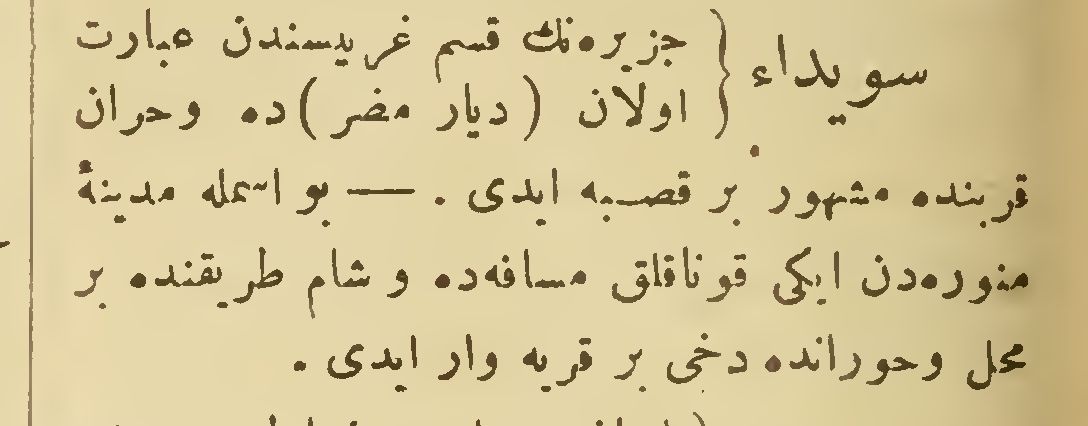 سویداء { جزیره‌نك قسم غربیسندن عبارت
اولان (دیار مضر)ده وحران
قربنده مشهور بر قصبه ایدی . — بو اسمله مدینهٔ
منوره‌دن ایکی قوناقلق مسافه‌ده و شام طریقنده بر
محل وحورانده دخی بر قریه وار ایدی .